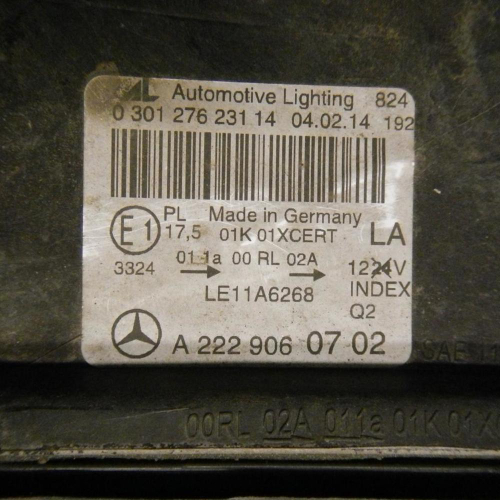 AL Automotive Lighting 824
0 301 276 231 14 04.02.14 192
E1 PL 17,5 Made in Germany
01K 01XCERT LA
3324 01 1a → 00 RL 02A → 1224V
LE11A6268 INDEX
Q2
A 222 906 07 02
SAE
00RL 02A 011a 01K 01X